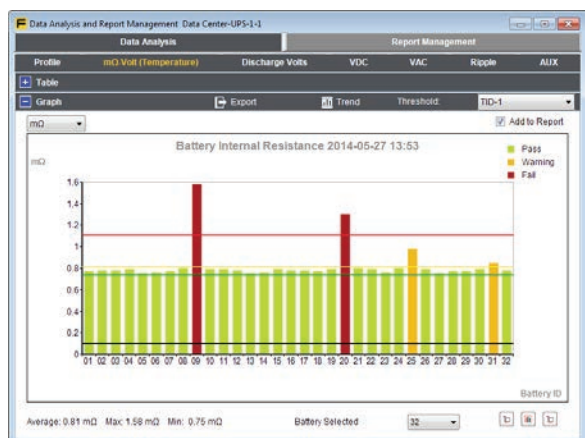 Data Analysis and Report Management Data Center-UPS-1-1
Data Analysis Report Management
Profile mΩ Volt (Temperature) Discharge Volts VDC VAC Ripple AUX
Table
Graph Export Trend Threshold: TID-1
mΩ Add to Report
Battery Internal Resistance 2014-05-27 13:53
Pass
Warning
Fail
mΩ
1.6
1.4
1.2
1
0.8
0.6
0.4
0.2
0
01 02 03 04 05 06 07 08 09 10 11 12 13 14 15 16 17 18 19 20 21 22 23 24 25 26 27 28 29 30 31 32
Battery ID
Average: 0.81 mΩ Max: 1.58 mΩ Min: 0.75 mΩ Battery Selected 32